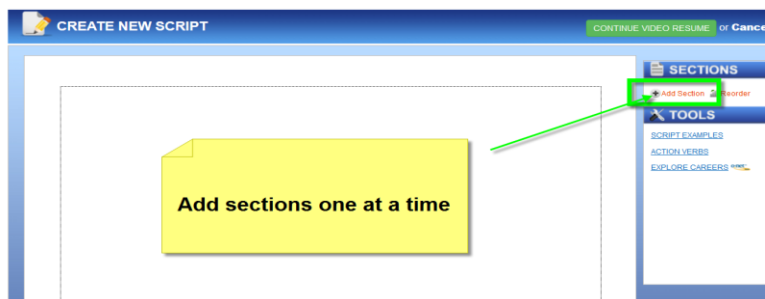 CREATE NEW SCRIPT
CONTINUE VIDEO RESUME or Cance
SECTIONS
Add Section Reorder
TOOLS
SCRIPT EXAMPLES
ACTION VERBS
EXPLORE CAREERS
Add sections one at a time